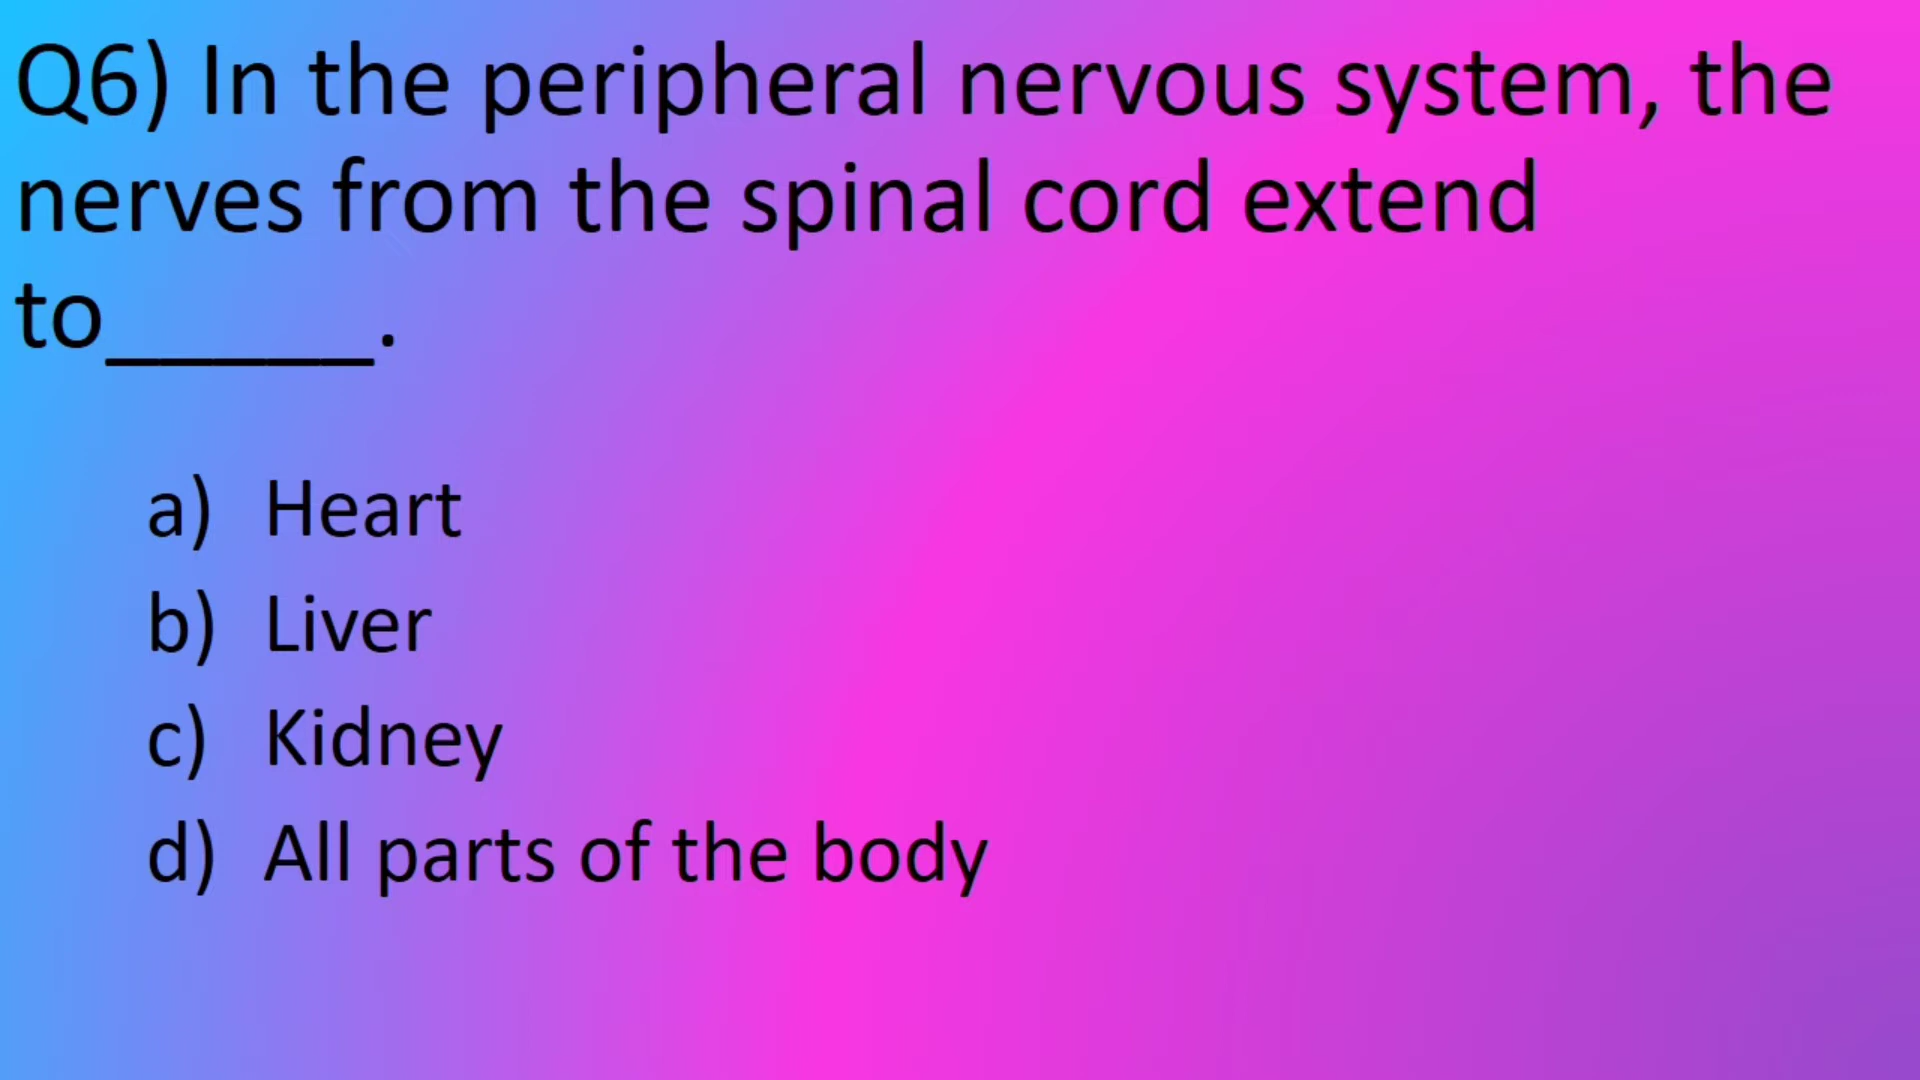 Q6) In the peripheral nervous system, the
nerves from the spinal cord extend
to_____.
a) Heart
b) Liver
c) Kidney
d) All parts of the body